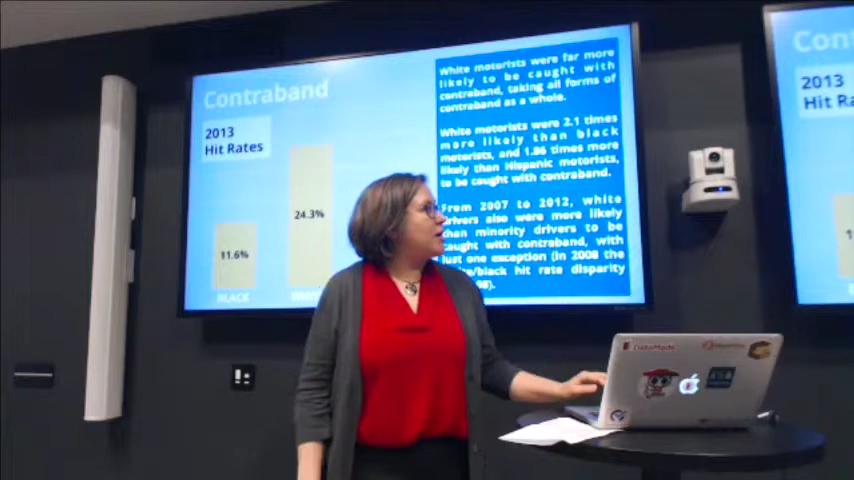 Contraband
2013
Hit Rates
11.6%
24.3%
BLACK
White motorists were far more
likely to be caught with
contraband, taking all forms of
contraband as a whole.
White motorists were 2.1 times
more likely than black
motorists, and 1.86 times more
likely than Hispanic motorists,
to be caught with contraband.
From 2007 to 2012, white
drivers also were more likely
than minority drivers to be
caught with contraband, with
just one exception (in 2008 the
black hit rate disparity
2013
DataMade